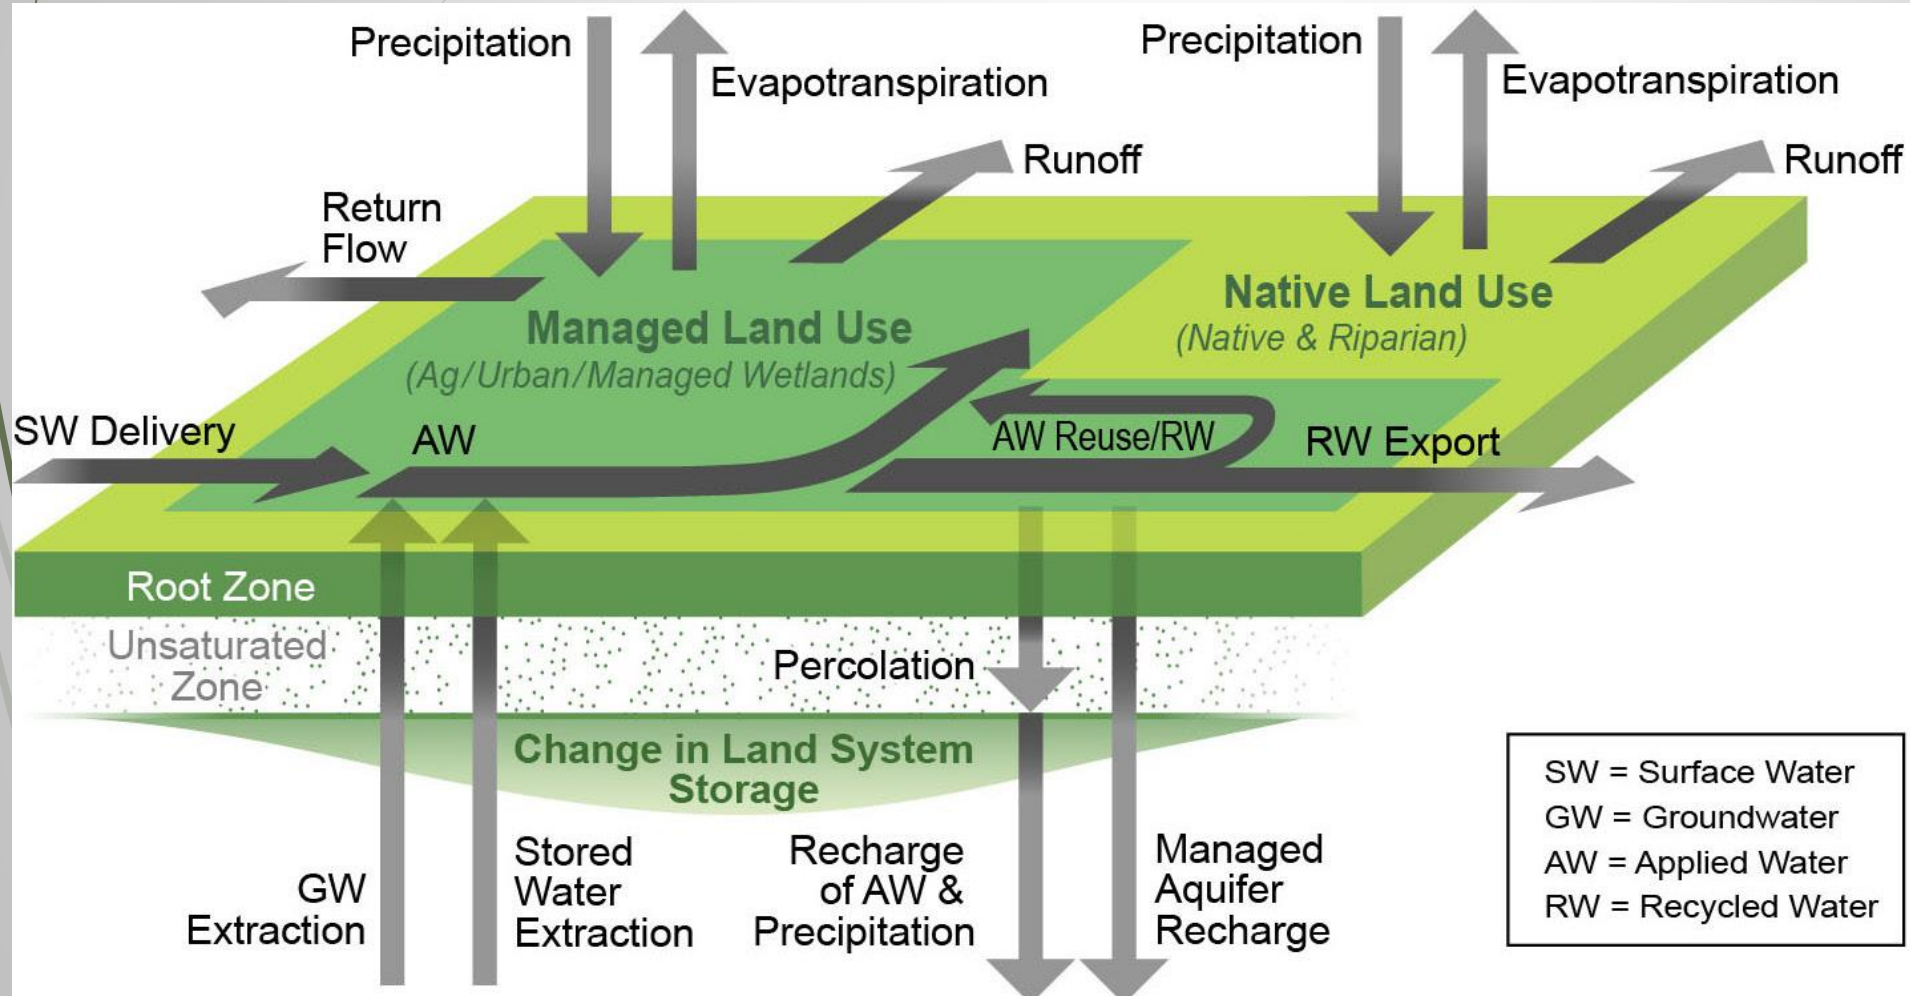 Precipitation
Evapotranspiration
Runoff
Precipitation
Evapotranspiration
Runoff
Return
Flow
Managed Land Use
(Ag/Urban/Managed Wetlands)
Native Land Use
(Native & Riparian)
SW Delivery
AW
AW Reuse/RW
RW Export
Root Zone
Unsaturated
Zone
Percolation
Change in Land System
Storage
GW
Extraction
Stored
Water
Extraction
Recharge
of AW &
Precipitation
Managed
Aquifer
Recharge
SW = Surface Water
GW = Groundwater
AW = Applied Water
RW = Recycled Water